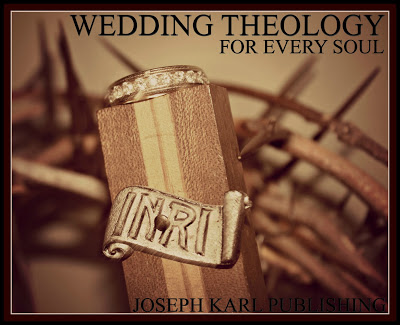 WEDDING THEOLOGY
FOR EVERY SOUL
INRI
JOSEPH KARL PUBLISHING